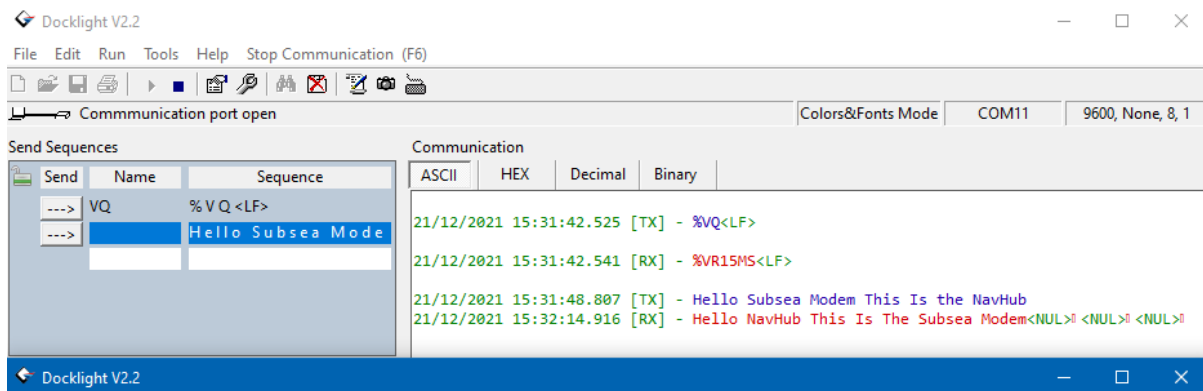 Docklight V2.2
File Edit Run Tools Help Stop Communication (F6)
Commmunication port open Colors&Fonts Mode COM11 9600, None, 8, 1
Send Sequences
Send Name Sequence
---> VQ % V Q <LF>
---> Hello Subsea Mode
Communication
ASCII HEX Decimal Binary
21/12/2021 15:31:42.525 [TX] - %VQ<LF>
21/12/2021 15:31:42.541 [RX] - %VR15MS<LF>
21/12/2021 15:31:48.807 [TX] - Hello Subsea Modem This Is the NavHub
21/12/2021 15:32:14.916 [RX] - Hello NavHub This Is The Subsea Modem<NUL>▯ <NUL>▯ <NUL>▯
Docklight V2.2